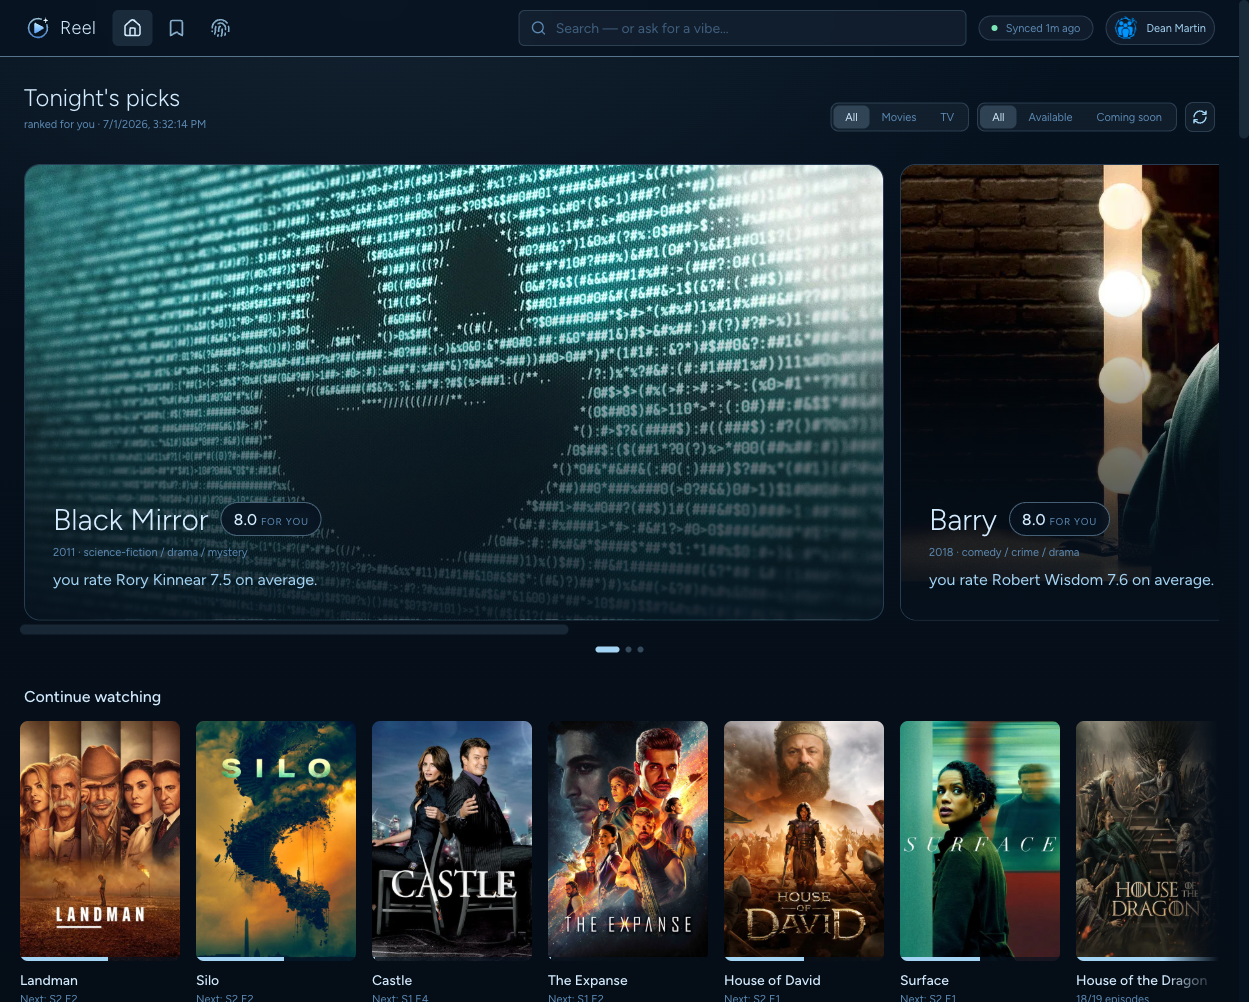 Reel
Search — or ask for a vibe...
Synced 1m ago
Dean Martin
Tonight's picks
ranked for you · 7/1/2026, 3:32:14 PM
All Movies TV
All Available Coming soon
Black Mirror 8.0 FOR YOU
2011 · science-fiction / drama / mystery
you rate Rory Kinnear 7.5 on average.
Barry 8.0 FOR YOU
2018 · comedy / crime / drama
you rate Robert Wisdom 7.6 on average.
Continue watching
LANDMAN
SILO
CASTLE
THE EXPANSE
HOUSE
OF
DAVID
SURFACE
HOUSE OF THE
DRAGON
Landman
Next: S2 E2
Silo
Next: S2 E2
Castle
Next: S1 E4
The Expanse
Next: S1 E2
House of David
Next: S2 E1
Surface
Next: S2 E1
House of the Dragon
18/19 episodes